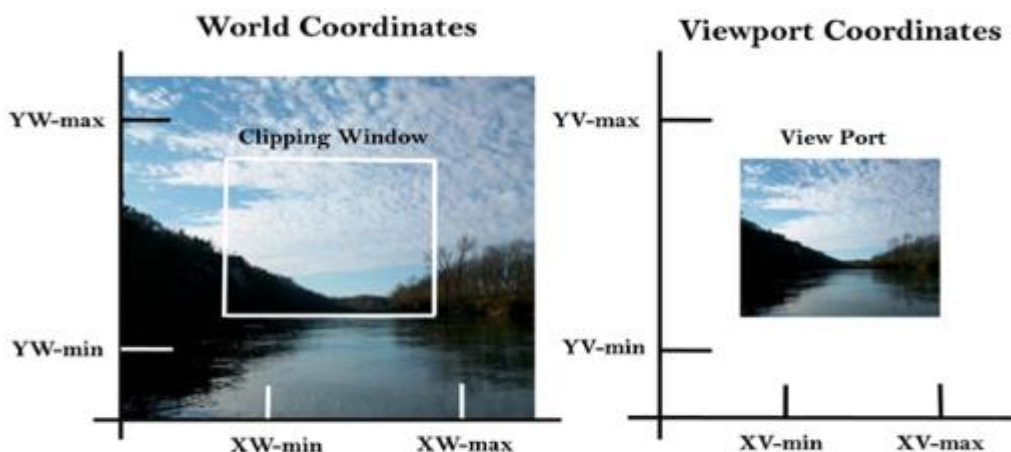 World Coordinates
YW-max
Clipping Window
YW-min
XW-min XW-max
Viewport Coordinates
YV-max
View Port
YV-min
XV-min XV-max